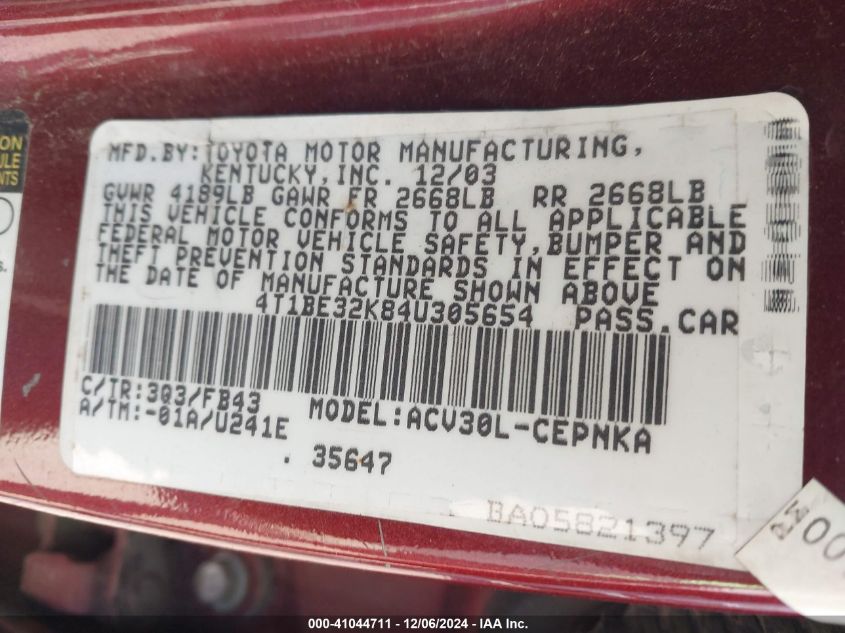 MFD.BY:TOYOTA MOTOR MANUFACTURING,
KENTUCKY,INC. 12/03
GVWR 4189LB GAWR FR 2668LB RR 2668LB
THIS VEHICLE CONFORMS TO ALL APPLICABLE
FEDERAL MOTOR VEHICLE SAFETY,BUMPER AND
THEFT PREVENTION STANDARDS IN EFFECT ON
THE DATE OF MANUFACTURE SHOWN ABOVE
4T1BE32K84U305654 PASS.CAR
C/TR:3Q3/FB43
A/TM:-01A/U241E MODEL:ACV30L-CEPNKA
. 35647
BA05821397
000-41044711 - 12/06/2024 - IAA Inc.